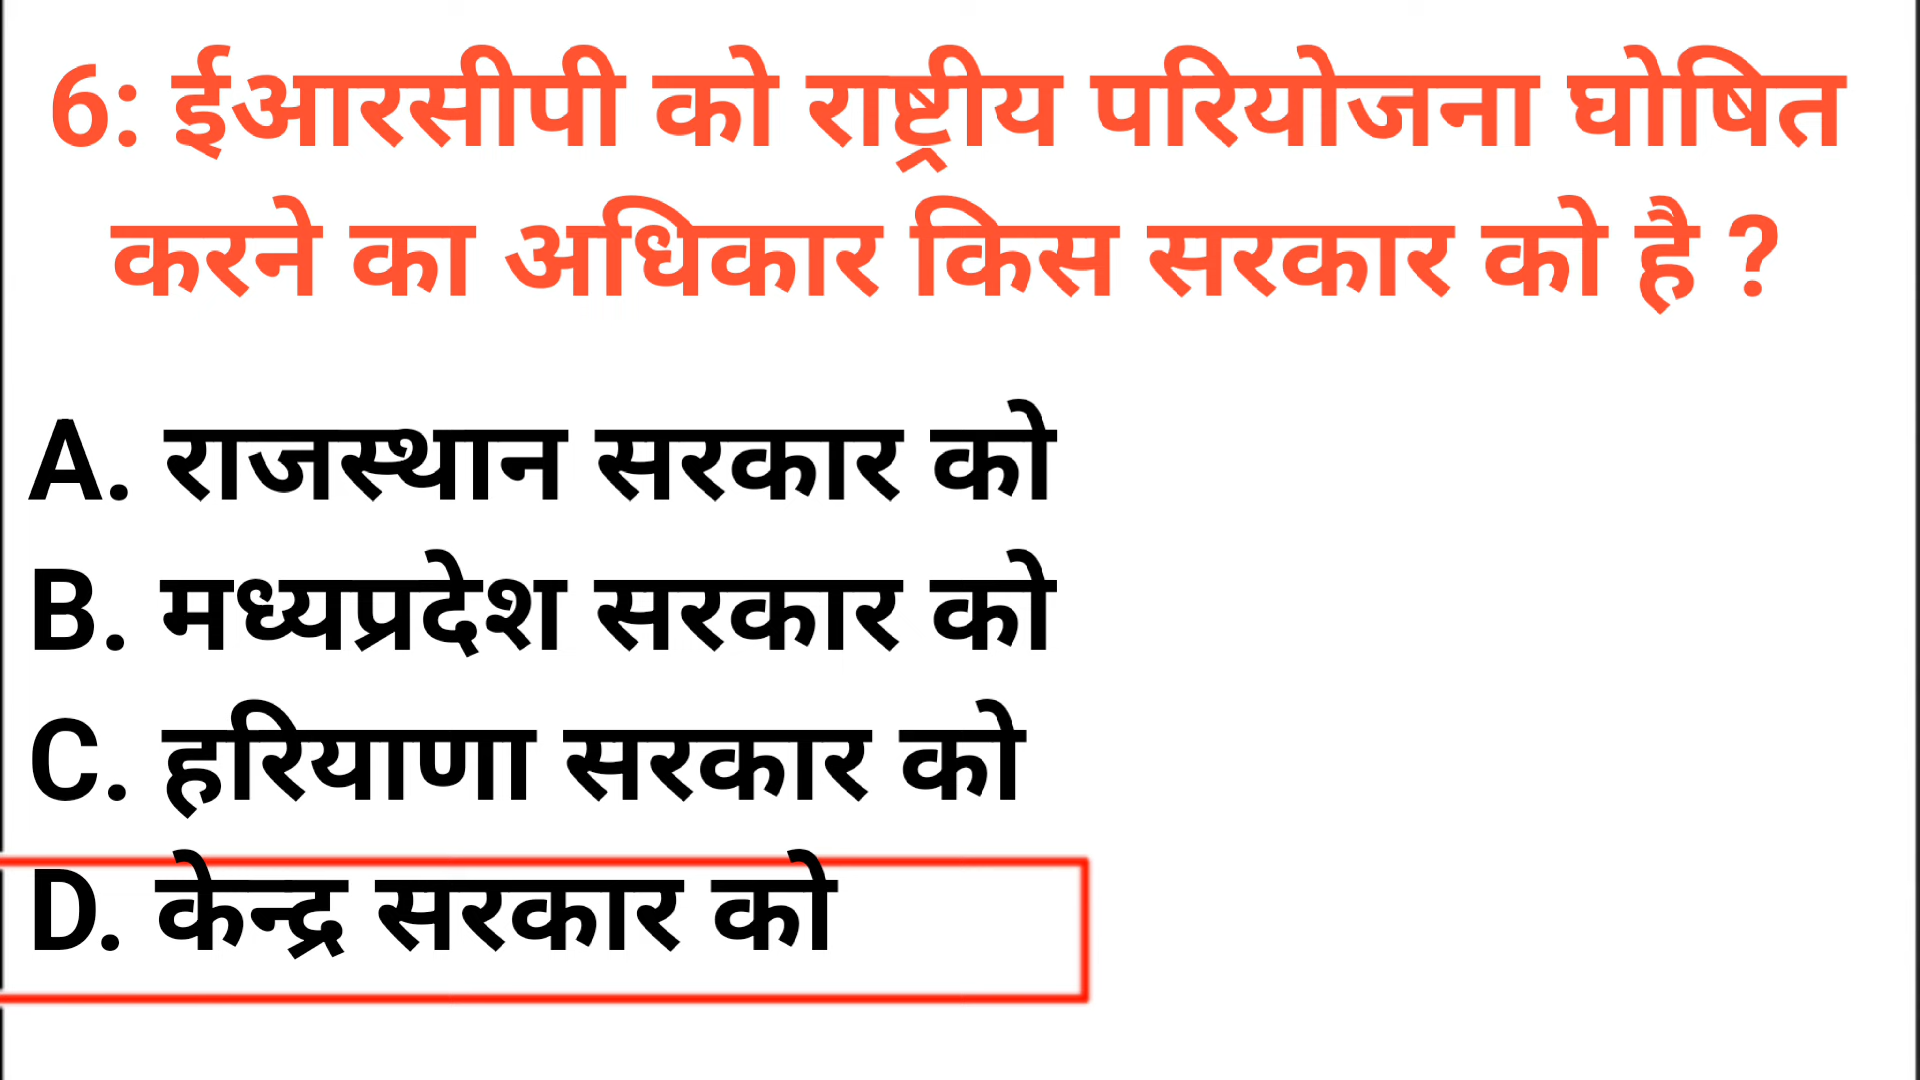 6: ईआरसीपी को राष्ट्रीय परियोजना घोषित
करने का अधिकार किस सरकार को है ?
A. राजस्थान सरकार को
B. मध्यप्रदेश सरकार को
C. हरियाणा सरकार को
D. केन्द्र सरकार को